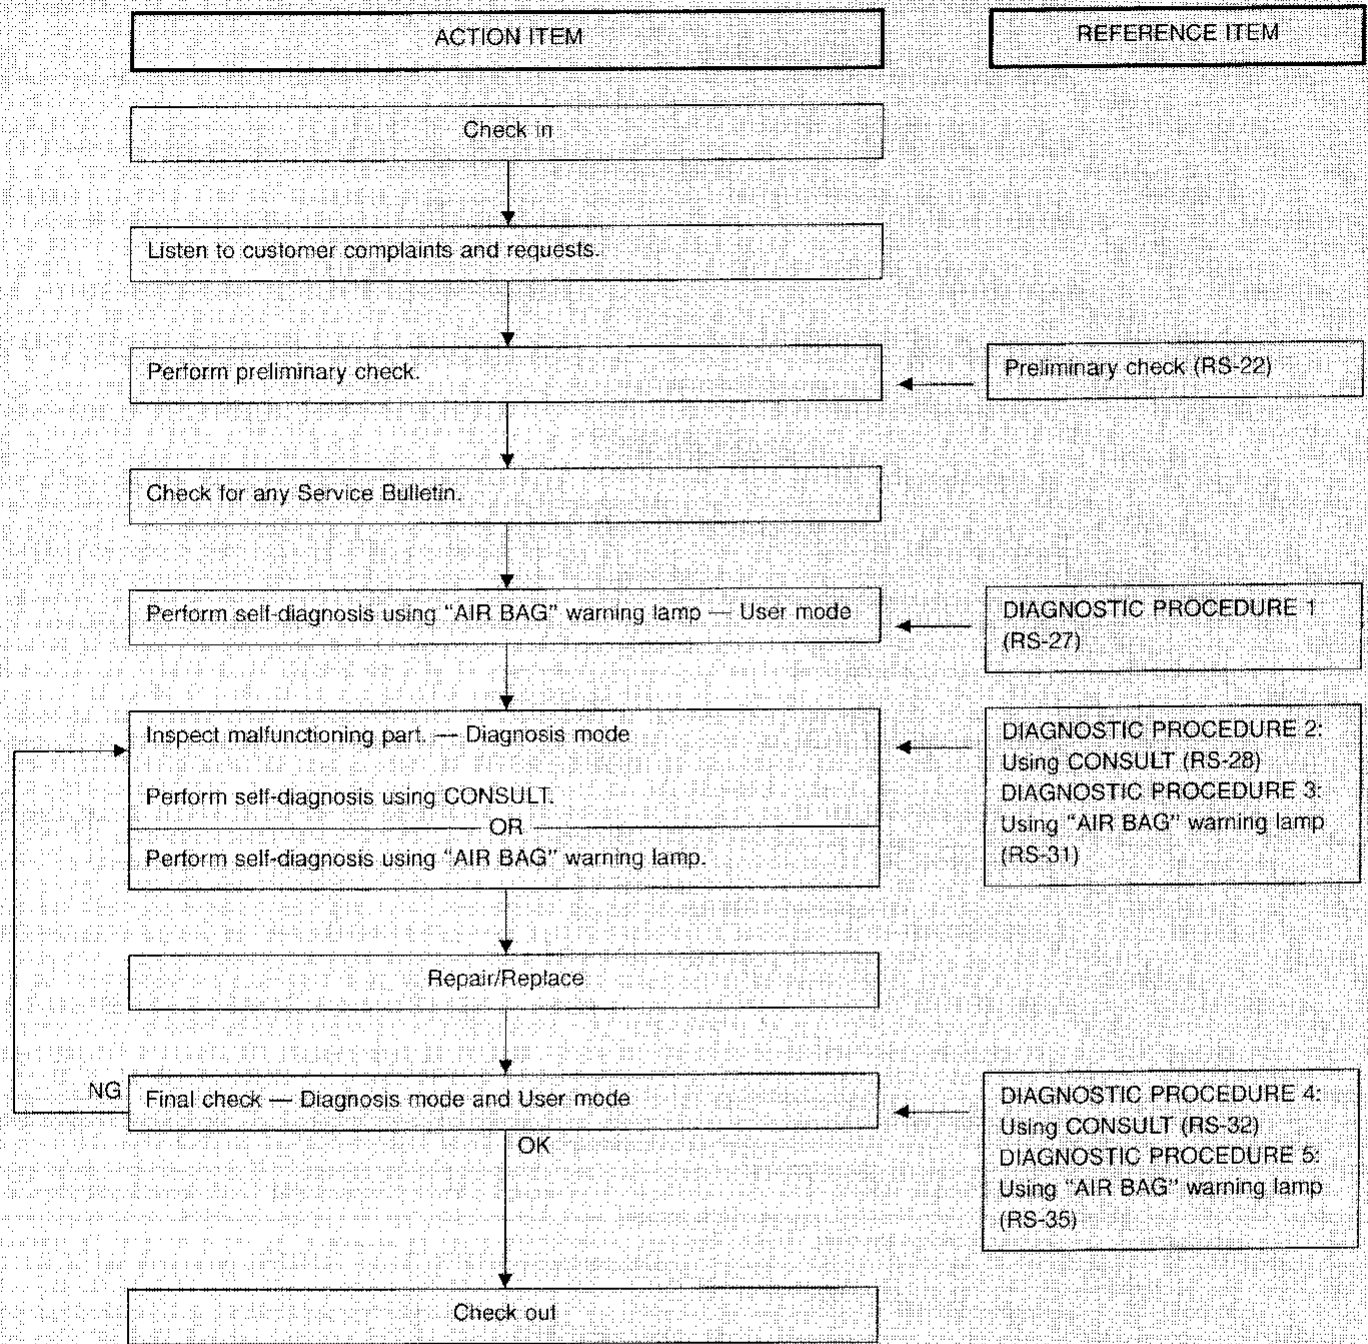 ACTION ITEM
REFERENCE ITEM
Check in
Listen to customer complaints and requests.
Perform preliminary check.
Preliminary check (RS-22)
Check for any Service Bulletin.
Perform self-diagnosis using “AIR BAG” warning lamp — User mode
DIAGNOSTIC PROCEDURE 1
(RS-27)
Inspect malfunctioning part. — Diagnosis mode
Perform self-diagnosis using CONSULT.
OR
Perform self-diagnosis using “AIR BAG” warning lamp.
DIAGNOSTIC PROCEDURE 2:
Using CONSULT (RS-28)
DIAGNOSTIC PROCEDURE 3:
Using “AIR BAG” warning lamp
(RS-31)
Repair/Replace
NG
Final check — Diagnosis mode and User mode
OK
DIAGNOSTIC PROCEDURE 4:
Using CONSULT (RS-32)
DIAGNOSTIC PROCEDURE 5:
Using “AIR BAG” warning lamp
(RS-35)
Check out